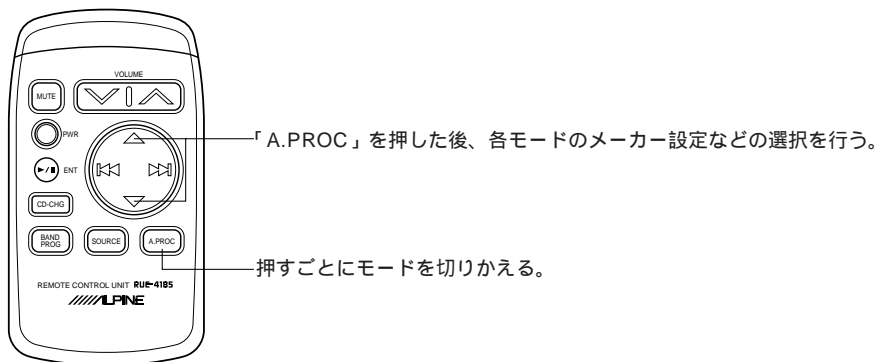 VOLUME
MUTE
PWR
「A.PROC」を押した後、各モードのメーカー設定などの選択を行う。
ENT
CD-CHG
BAND
PROG
SOURCE
A.PROC
押すごとにモードを切りかえる。
REMOTE CONTROL UNIT RUE-4185
ALPINE